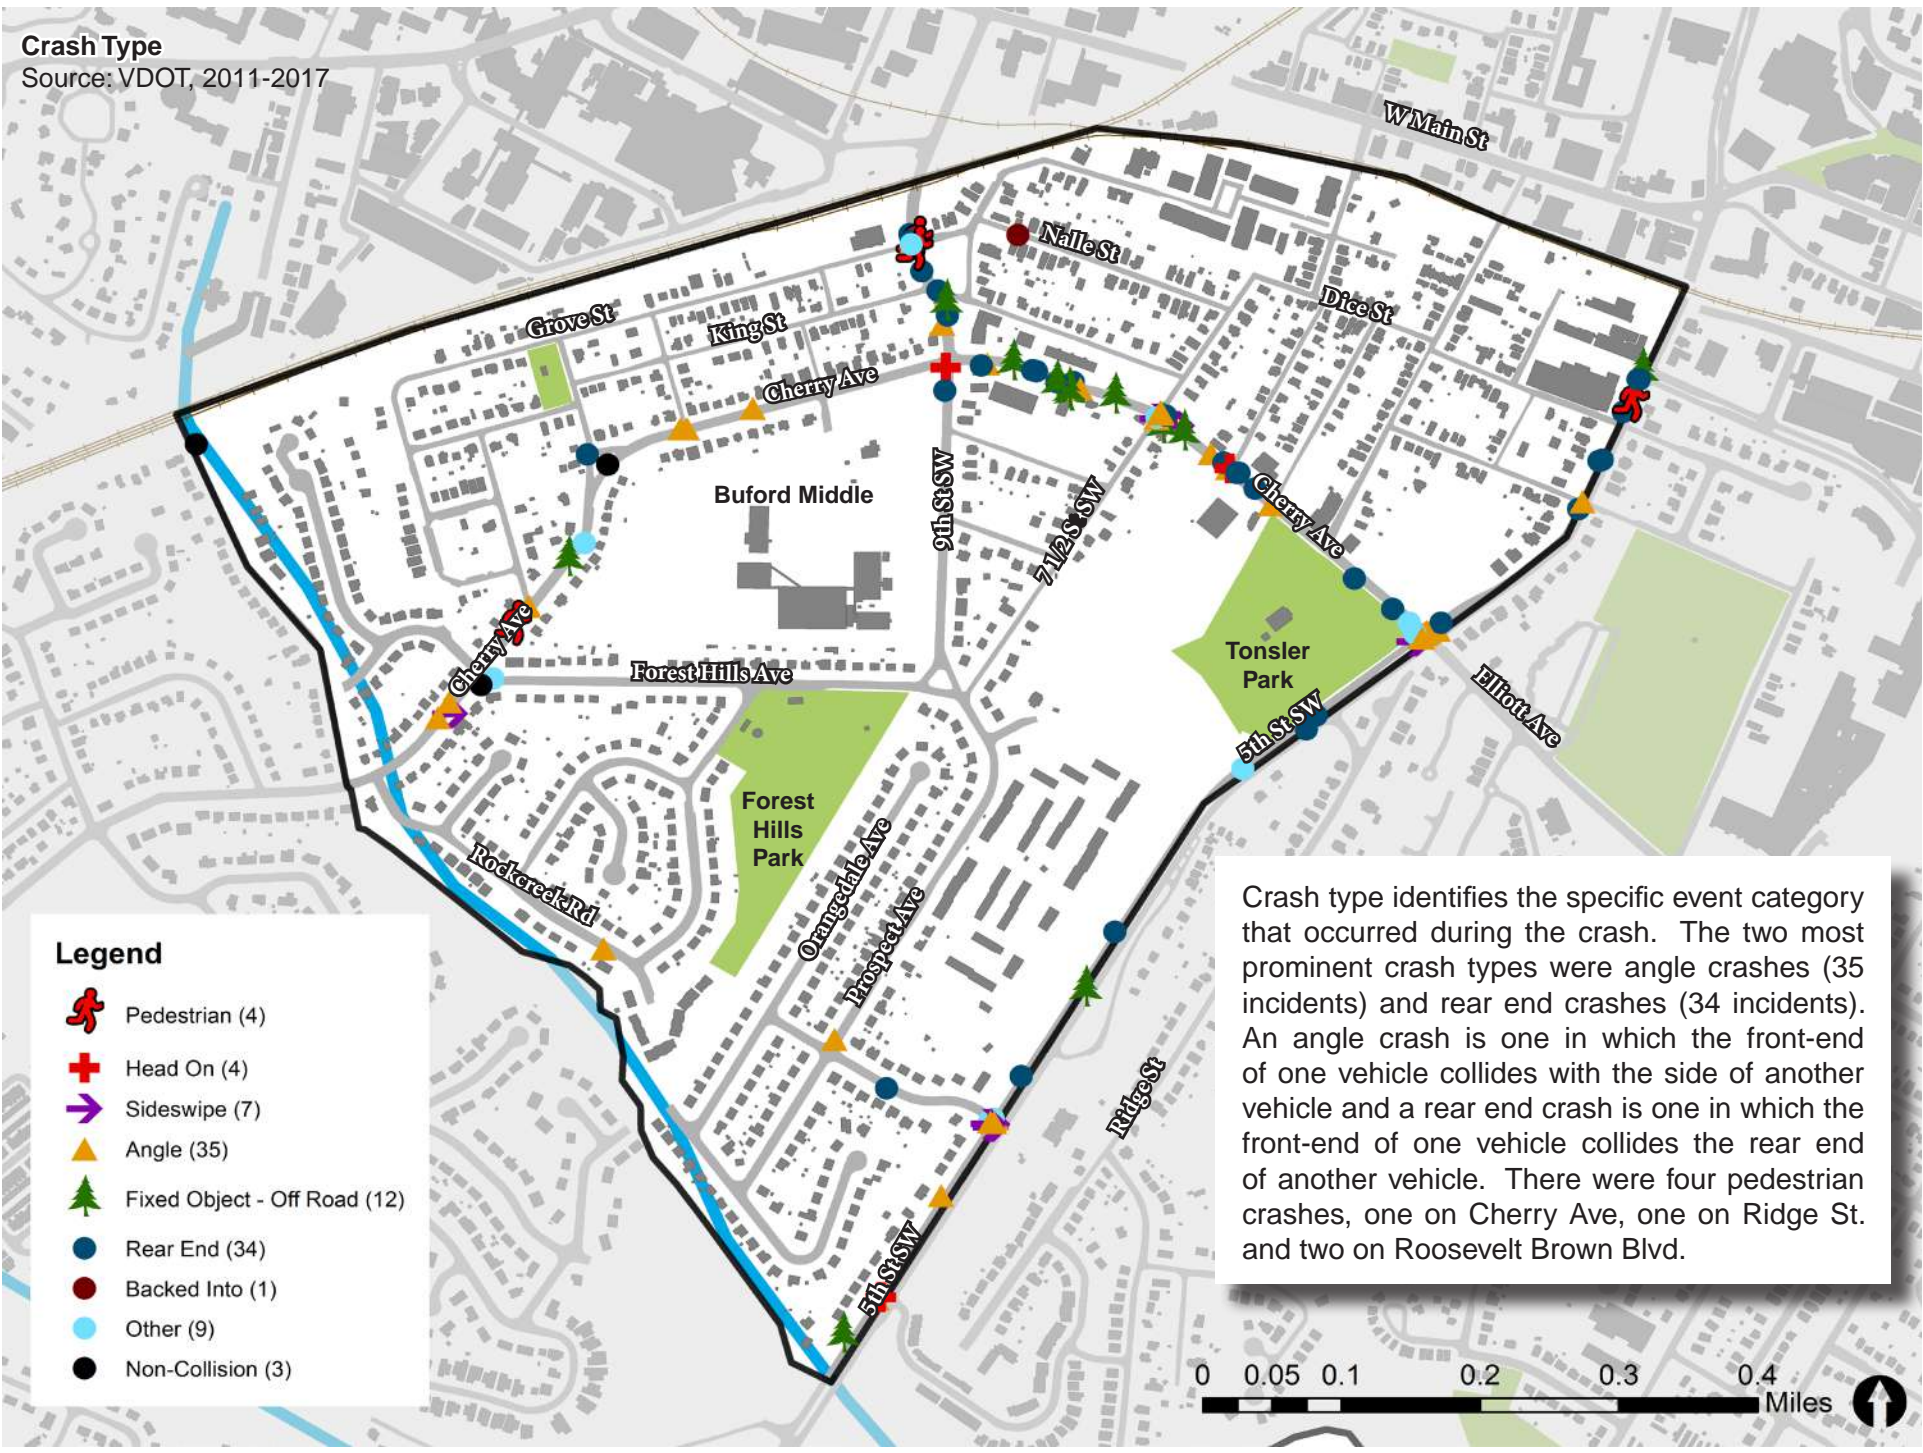 Crash Type
Source: VDOT, 2011-2017
W Main St
Nalle St
Dice St
Grove St
King St
Cherry Ave
Buford Middle
9th St SW
7 1/2 St SW
Cherry Ave
Cherry Ave
Forest Hills Ave
Tonsler
Park
Elliott Ave
5th St SW
Forest
Hills
Park
Orangedale Ave
Prospect Ave
Rockcreek Rd
Ridge St
5th St SW
Legend
Pedestrian (4)
Head On (4)
Sideswipe (7)
Angle (35)
Fixed Object - Off Road (12)
Rear End (34)
Backed Into (1)
Other (9)
Non-Collision (3)
Crash type identifies the specific event category
that occurred during the crash. The two most
prominent crash types were angle crashes (35
incidents) and rear end crashes (34 incidents).
An angle crash is one in which the front-end
of one vehicle collides with the side of another
vehicle and a rear end crash is one in which the
front-end of one vehicle collides the rear end
of another vehicle. There were four pedestrian
crashes, one on Cherry Ave, one on Ridge St.
and two on Roosevelt Brown Blvd.
0 0.05 0.1 0.2 0.3 0.4
Miles